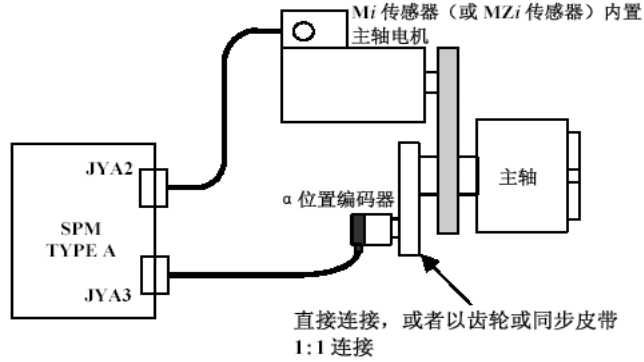 Mi 传感器（或 MZi 传感器）内置
主轴电机
JYA2
SPM
TYPE A
JYA3
α 位置编码器
主轴
直接连接，或者以齿轮或同步皮带
1:1 连接